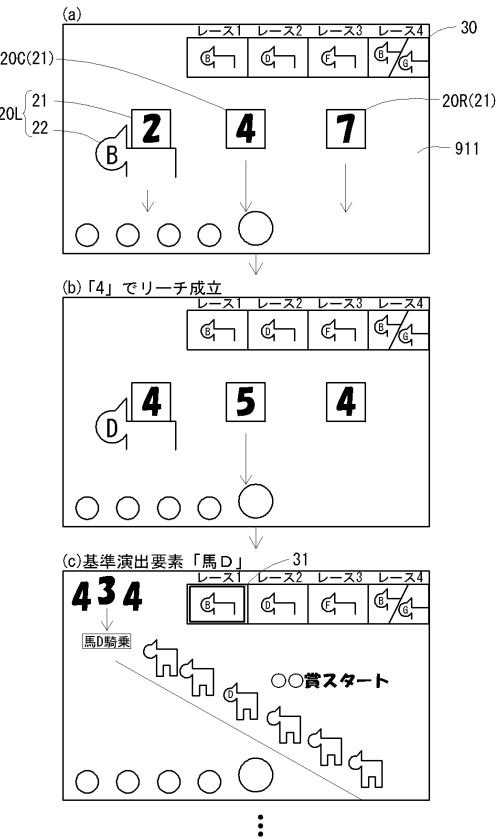 (a)
レース1 レース2 レース3 レース4
30
B D F B G
20C(21)
20L 21 22
20R(21)
2 4 7
B
911
(b)「4」でリーチ成立
レース1 レース2 レース3 レース4
B D F B G
4 5 4
D
(c)基準演出要素「馬D」
31
レース1 レース2 レース3 レース4
B D F B G
4 3 4
馬D騎乗
D
○○賞スタート